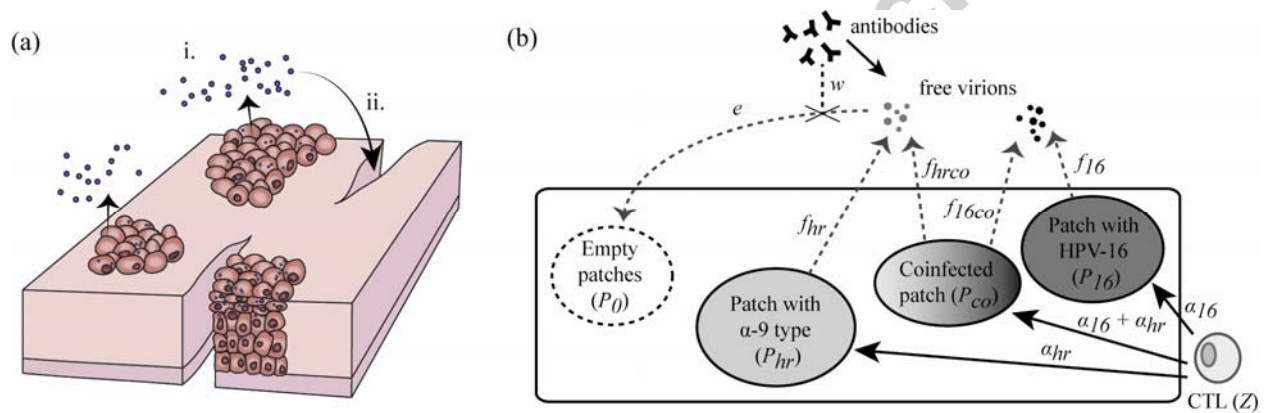 (a)
i.
ii.
(b)
antibodies
w
free virions
e
f16
fhrco
f16co
fhr
Empty
patches
(P0)
Patch with
α-9 type
(Phr)
Coinfected
patch (Pco)
Patch with
HPV-16
(P16)
α16
α16 + αhr
αhr
CTL (Z)